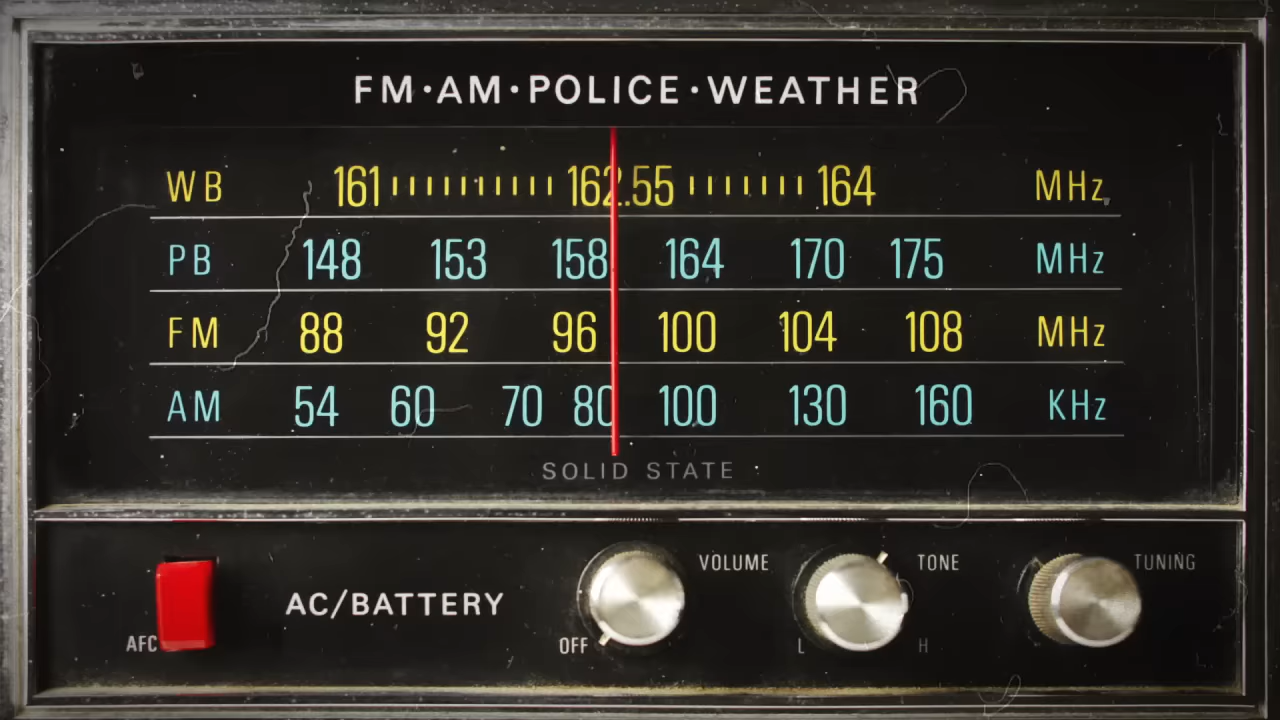 FM·AM·POLICE·WEATHER
WB 161 162.55 164 MHz
PB 148 153 158 164 170 175 MHz
FM 88 92 96 100 104 108 MHz
AM 54 60 70 80 100 130 160 KHz
SOLID STATE
VOLUME TONE TUNING
AC/BATTERY
AFC OFF L H L